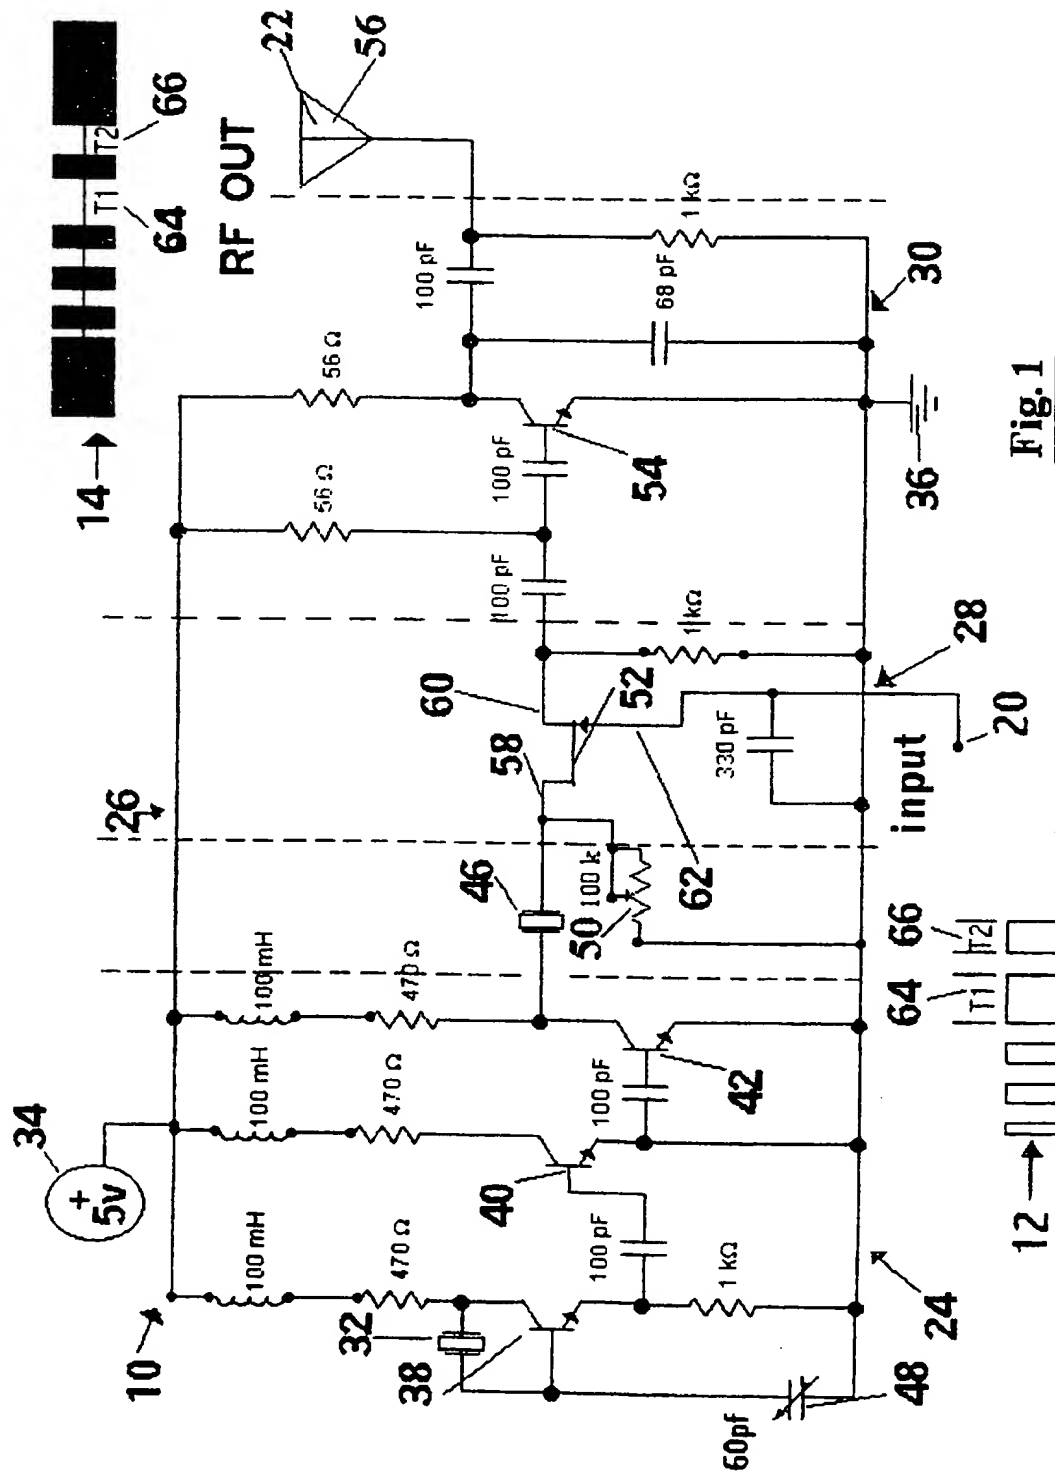 14
T1
T2
64
66
RF OUT
22
56
34
+
5V
10
26
100 mH
100 mH
100 mH
470 Ω
470 Ω
470 Ω
56 Ω
56 Ω
32
38
40
42
46
58
60
52
54
100 pF
100 pF
100 pF
100 pF
100 pF
68 pF
1 kΩ
1 kΩ
1 kΩ
100 k
50
62
330 pF
60pf
48
24
input
20
28
36
30
12
64
66
T1
T2
Fig.1